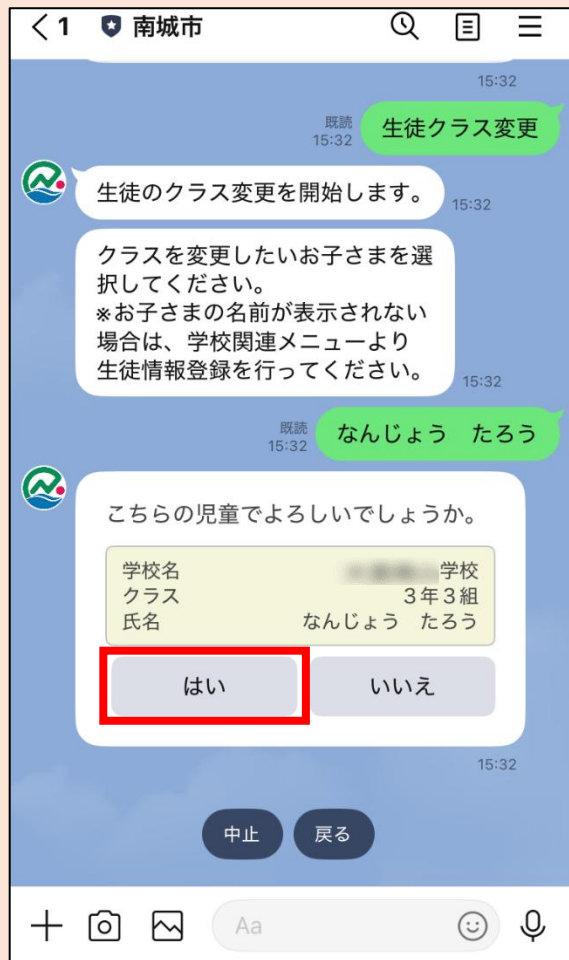 1 南城市
15:32
既読
15:32
生徒クラス変更
生徒のクラス変更を開始します。
15:32
クラスを変更したいお子さまを選
択してください。
※お子さまの名前が表示されない
場合は、学校関連メニューより
生徒情報登録を行ってください。
15:32
既読
15:32
なんじょう　たろう
こちらの児童でよろしいでしょうか。
学校名 学校
クラス ３年３組
氏名 なんじょう　たろう
はい いいえ
15:32
中止 戻る
Aa